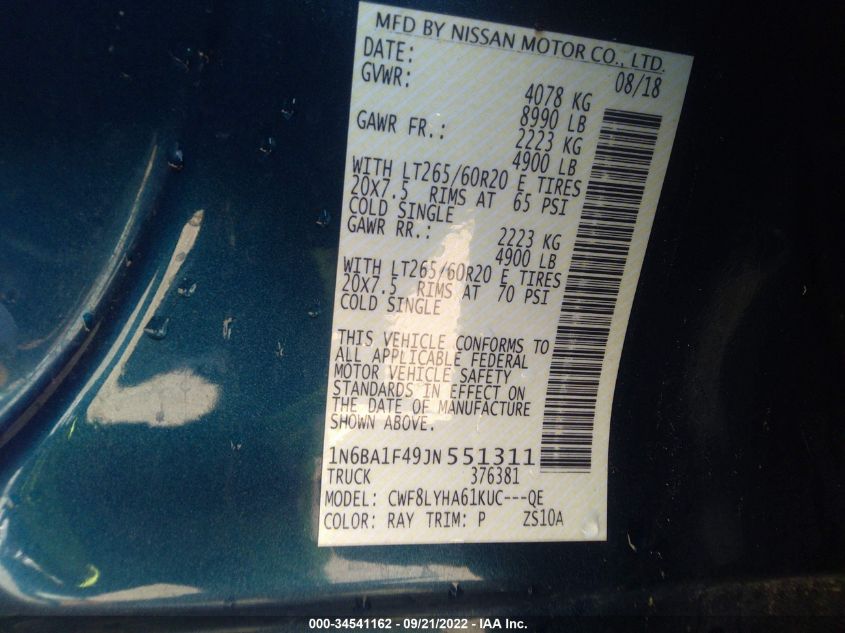 MFD BY NISSAN MOTOR CO., LTD.
DATE: 08/18
GVWR: 4078 KG
8990 LB
GAWR FR.: 2223 KG
4900 LB
WITH LT265/60R20 E TIRES
20X7.5 RIMS AT 65 PSI
COLD SINGLE
GAWR RR.: 2223 KG
4900 LB
WITH LT265/60R20 E TIRES
20X7.5 RIMS AT 70 PSI
COLD SINGLE
THIS VEHICLE CONFORMS TO
ALL APPLICABLE FEDERAL
MOTOR VEHICLE SAFETY
STANDARDS IN EFFECT ON
THE DATE OF MANUFACTURE
SHOWN ABOVE.
1N6BA1F49JN551311
TRUCK 376381
MODEL: CWF8LYHA61KUC---QE
COLOR: RAY TRIM: P ZS10A
000-34541162 - 09/21/2022 - IAA Inc.